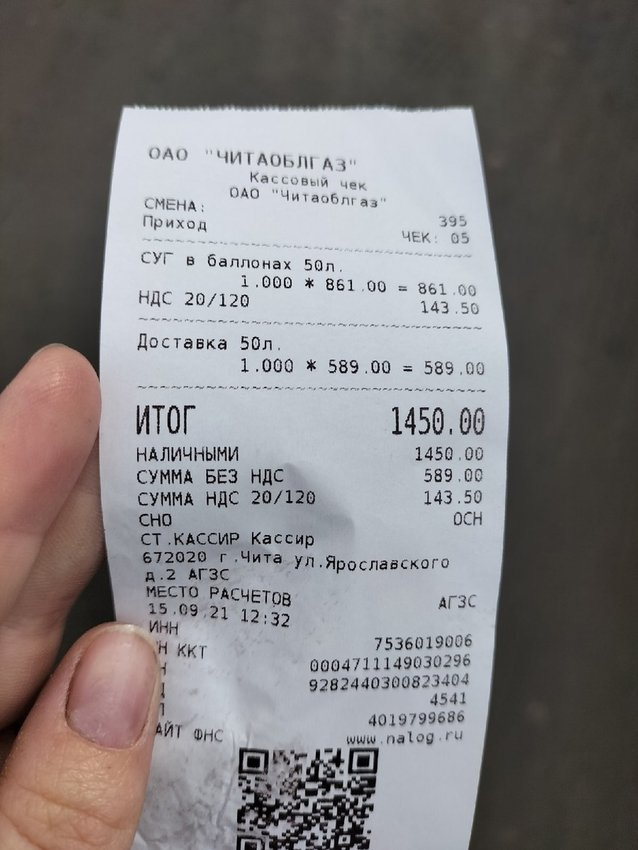 ОАО "ЧИТАОБЛГАЗ"
Кассовый чек
ОАО "Читаоблгаз"
СМЕНА: 395
Приход ЧЕК: 05
СУГ в баллонах 50л.
1.000 * 861.00 = 861.00
НДС 20/120 143.50
Доставка 50л.
1.000 * 589.00 = 589.00
ИТОГ 1450.00
НАЛИЧНЫМИ 1450.00
СУММА БЕЗ НДС 589.00
СУММА НДС 20/120 143.50
СНО ОСН
СТ.КАССИР Кассир
672020 г.Чита ул.Ярославского
д.2 АГЗС
МЕСТО РАСЧЕТОВ АГЗС
15.09.21 12:32
ИНН 7536019006
Н ККТ 0004711149030296
Н 9282440300823404
Д 4541
П 4019799686
АЙТ ФНС www.nalog.ru